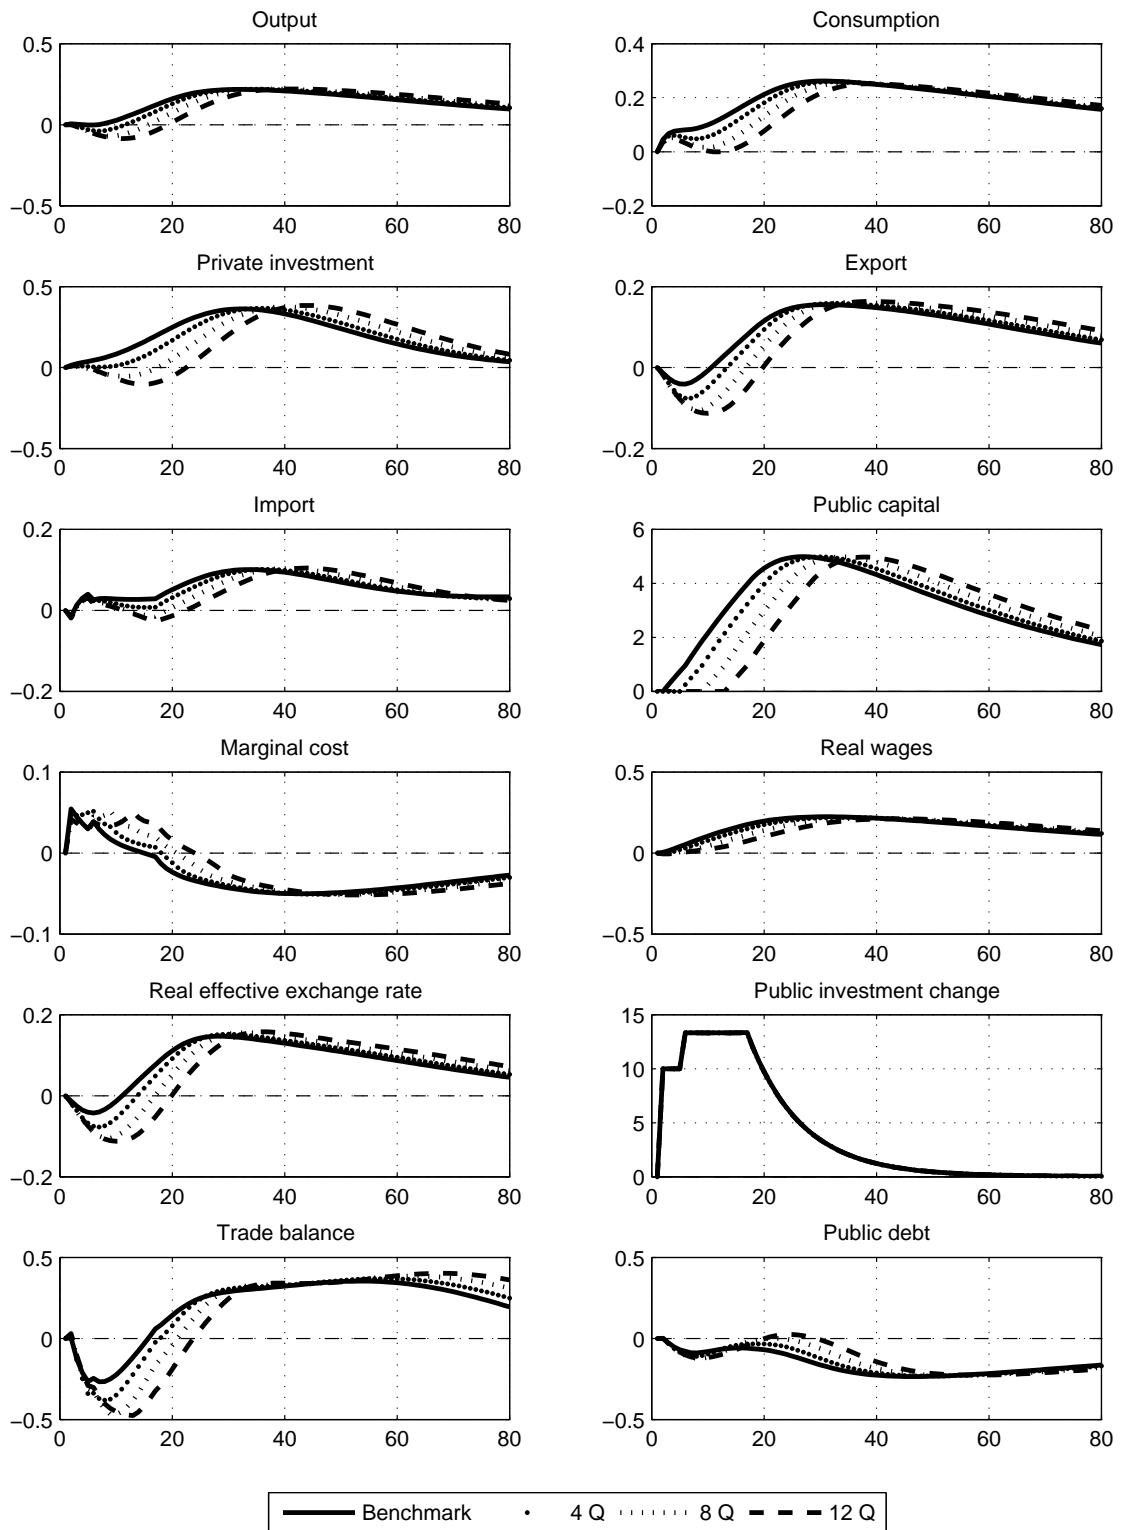 Output Consumption
0.5 0.4
0 0.2
−0.5 0
−0.2
0 20 40 60 80 0 20 40 60 80
Private investment Export
0.5 0.2
0 0
−0.5 −0.2
0 20 40 60 80 0 20 40 60 80
Import Public capital
0.2 6
0 4
−0.2 2
0
0 20 40 60 80 0 20 40 60 80
Marginal cost Real wages
0.1 0.5
0 0
−0.1 −0.5
0 20 40 60 80 0 20 40 60 80
Real effective exchange rate Public investment change
0.2 15
0 10
−0.2 5
0
0 20 40 60 80 0 20 40 60 80
Trade balance Public debt
0.5 0.5
0 0
−0.5 −0.5
0 20 40 60 80 0 20 40 60 80
Benchmark 4 Q 8 Q 12 Q